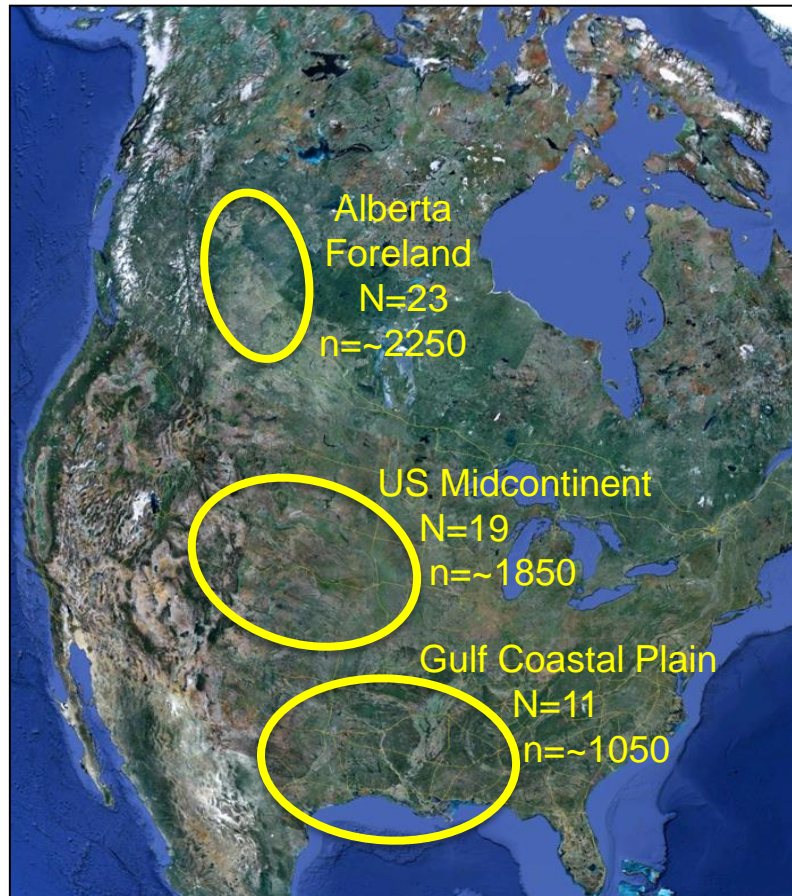 Alberta
Foreland
N=23
n=~2250
US Midcontinent
N=19
n=~1850
Gulf Coastal Plain
N=11
n=~1050